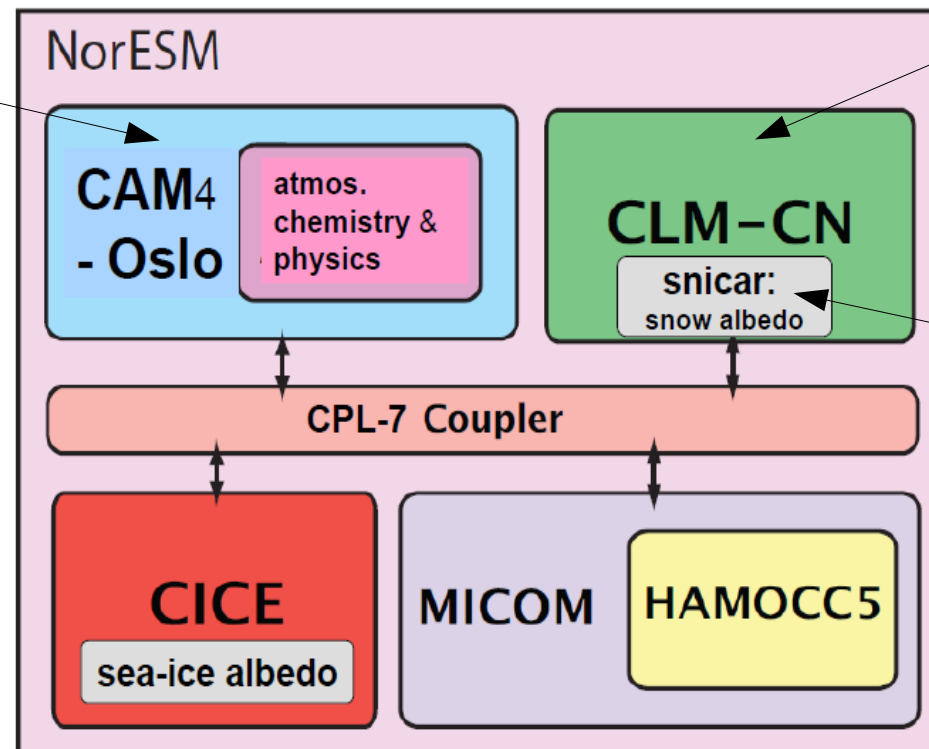 NorESM
CAM4
- Oslo
atmos.
chemistry &
physics
CLM-CN
snicar:
snow albedo
CPL-7 Coupler
CICE
sea-ice albedo
MICOM
HAMOCC5